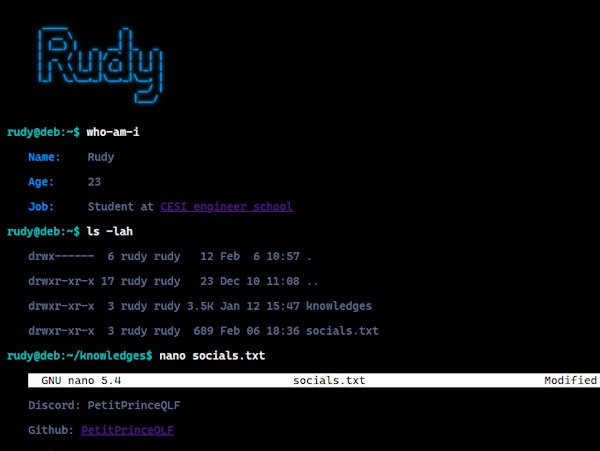 Rudy
rudy@deb:~$ who-am-i
Name: Rudy
Age: 23
Job: Student at CESI engineer school
rudy@deb:~$ ls -lah
drwx------ 6 rudy rudy 12 Feb 6 10:57 .
drwxr-xr-x 17 rudy rudy 23 Dec 10 11:08 ..
drwxr-xr-x 3 rudy rudy 3.5K Jan 12 15:47 knowledges
drwxr-xr-x 3 rudy rudy 689 Feb 06 18:36 socials.txt
rudy@deb:~/knowledges$ nano socials.txt
GNU nano 5.4 socials.txt Modified
Discord: PetitPrinceQLF
Github: PetitPrinceQLF